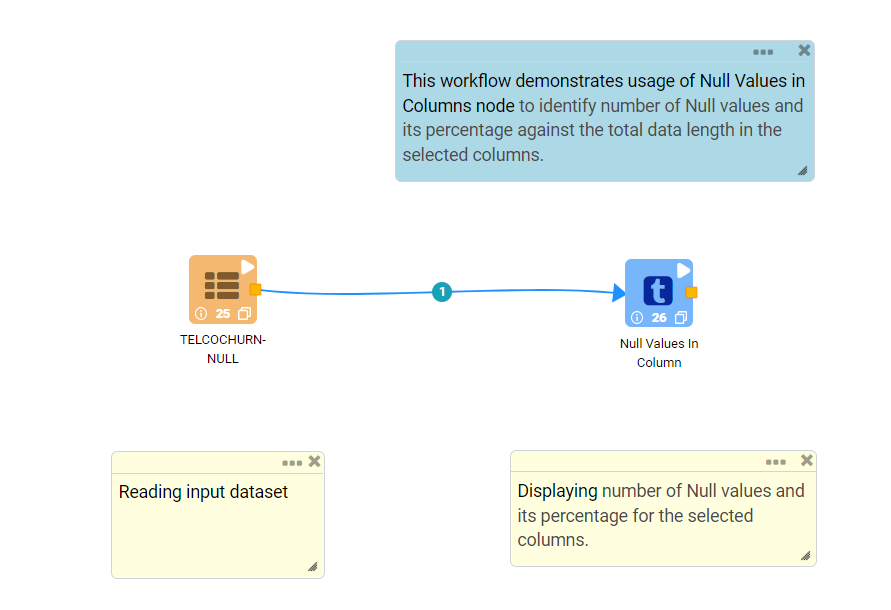 This workflow demonstrates usage of Null Values in
Columns node to identify number of Null values and
its percentage against the total data length in the
selected columns.
1
t
25
26
TELCOCHURN-
NULL
Null Values In
Column
Reading input dataset
Displaying number of Null values and
its percentage for the selected
columns.